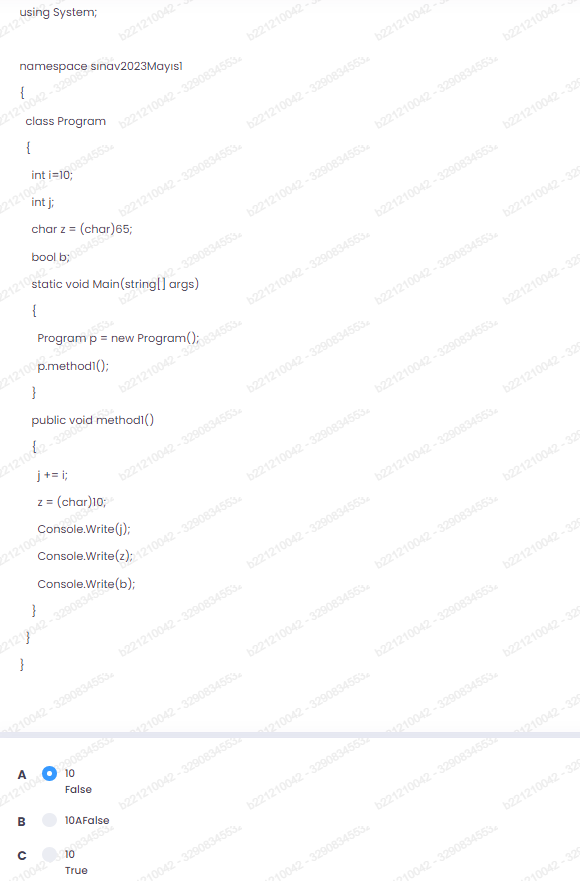 using System;
namespace sınav2023Mayıs1
{
class Program
{
int i=10;
int j;
char z = (char)65;
bool b;
static void Main(string[] args)
{
Program p = new Program();
p.method1();
}
public void method1()
{
j += i;
z = (char)10;
Console.Write(j);
Console.Write(z);
Console.Write(b);
}
}
}
A 10
False
B 10AFalse
C 10
True